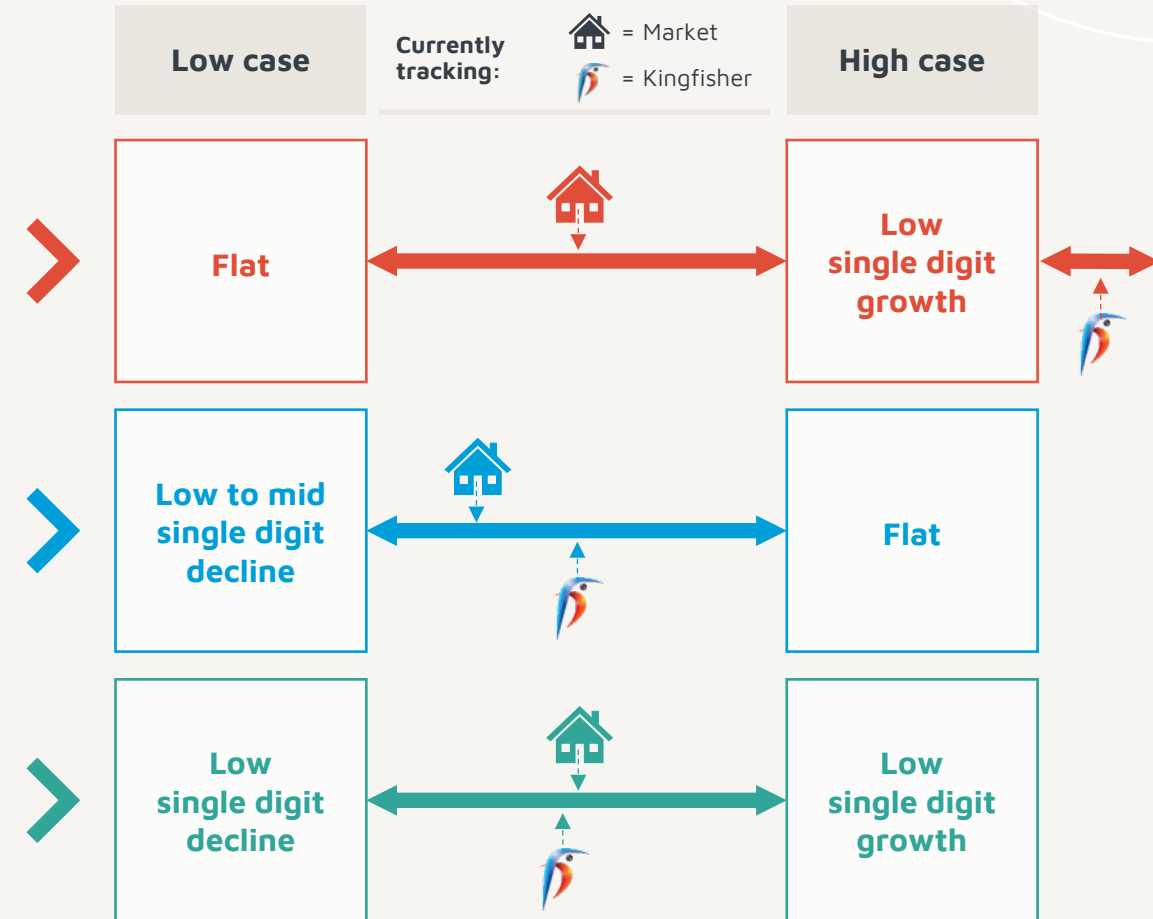 Low case
Currently
tracking:
= Market
= Kingfisher
High case
Flat
Low
single digit
growth
Low to mid
single digit
decline
Flat
Low
single digit
decline
Low
single digit
growth